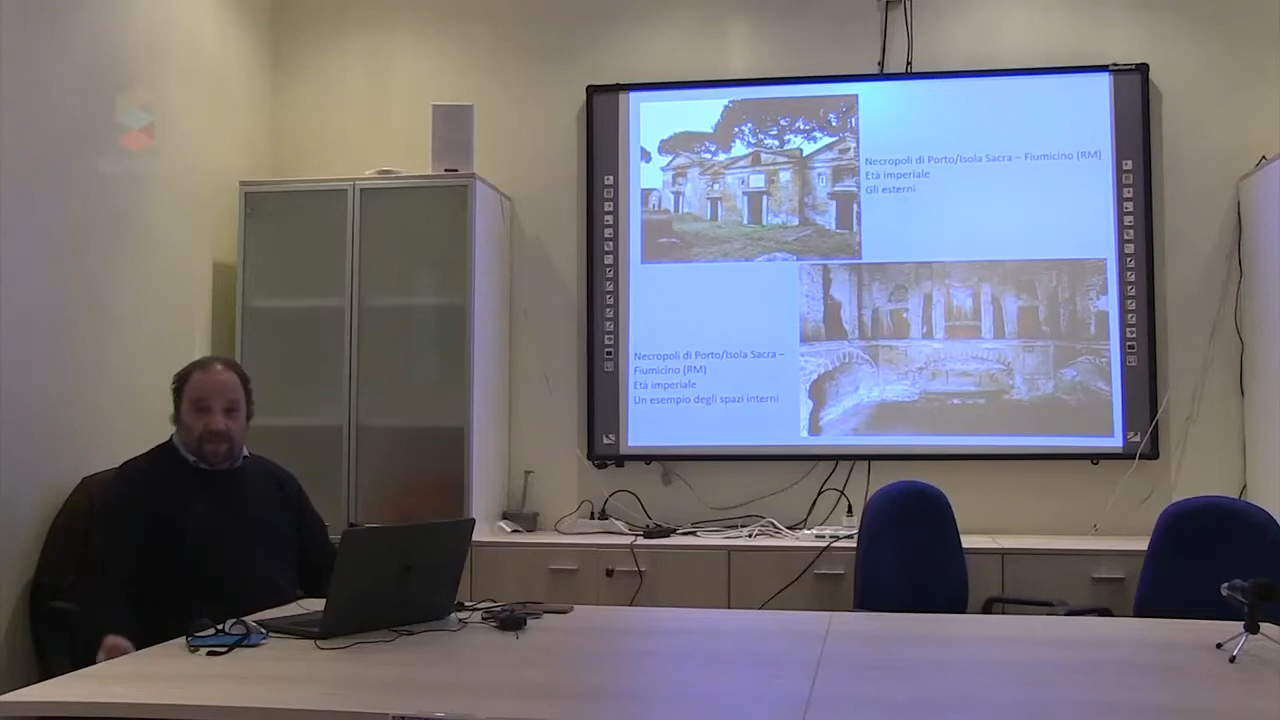 Necropoli di Porto/Isola Sacra – Fiumicino (RM)
Età imperiale
Gli esterni
Necropoli di Porto/Isola Sacra –
Fiumicino (RM)
Età imperiale
Un esempio degli spazi interni